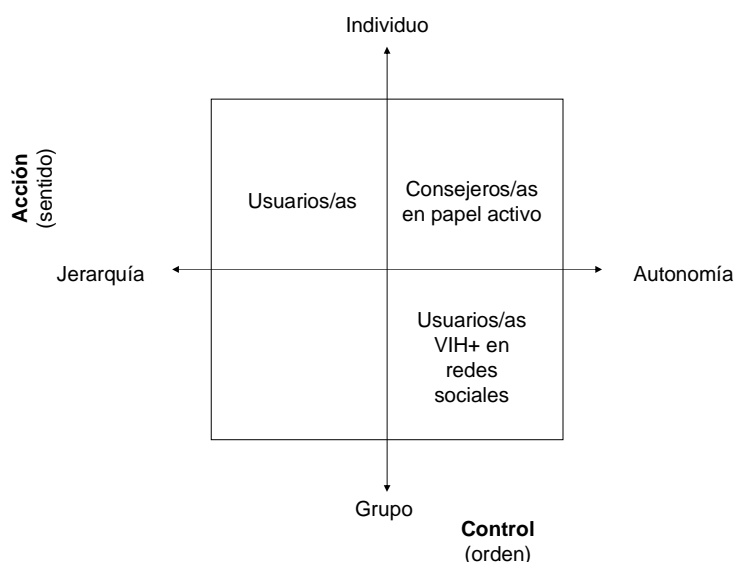 Individuo
Acción
(sentido)
Usuarios/as
Consejeros/as
en papel activo
Jerarquía
Autonomía
Usuarios/as
VIH+ en
redes
sociales
Grupo
Control
(orden)